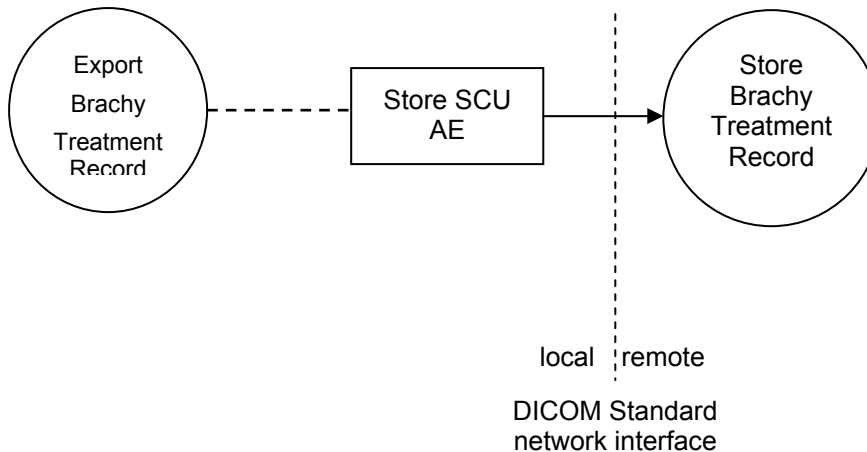 Export
Brachy
Treatment
Record
Store SCU
AE
Store
Brachy
Treatment
Record
local remote
DICOM Standard
network interface